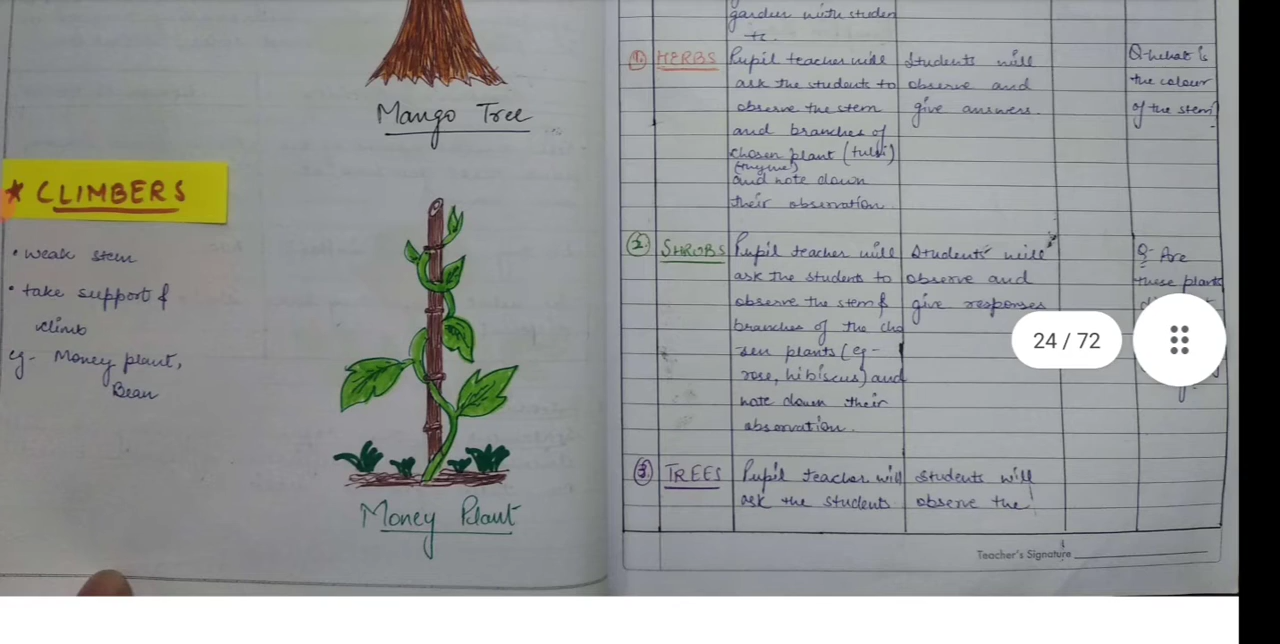 Mango Tree
★ CLIMBERS
• weak stem
• take support &
climb
eg- Money plant,
Bean
Money Plant
garden with studen
ts.
1. HERBS
Pupil teacher will
ask the students to
observe the stem
and branches of
chosen plant (tulsi)
(thyme)
and note down
their observation.
Students will
observe and
give answers.
Q- what is
the colour
of the stem?
2. SHRUBS
Pupil teacher will
ask the students to
observe the stem &
branches of the cho
sen plants (eg-
rose, hibiscus) and
note down their
observation.
Students will
observe and
give responses
Q- Are
these plants
3. TREES
Pupil teacher will
ask the students
Students will
observe the
Teacher's Signature
24 / 72